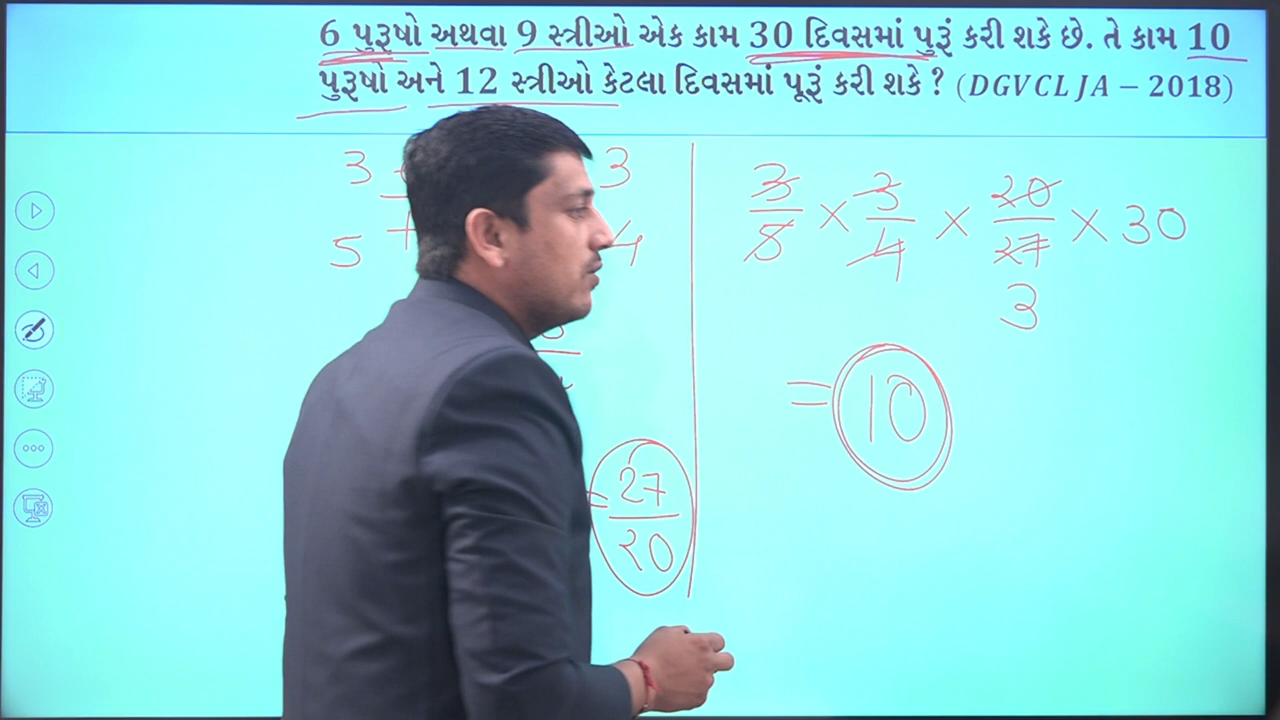 6 પુરૂષો અથવા 9 સ્ત્રીઓ એક કામ 30 દિવસમાં પુરૂં કરી શકે છે. તે કામ 10
પુરૂષો અને 12 સ્ત્રીઓ કેટલા દિવસમાં પૂરૂં કરી શકે ? (DGVCL JA – 2018)
3 3
5 4
= 27/20
3/5 × 3/4 × 20/27 × 30
3
= 10